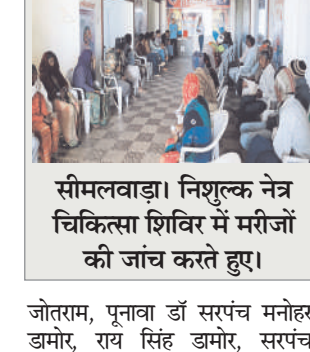 सीमलवाड़ा। निशुल्क नेत्र
चिकित्सा शिविर में मरीजों
की जांच करते हुए।
जोतराम, पूनावा डॉ सरपंच मनोहर
डामोर, राय सिंह डामोर, सरपंच